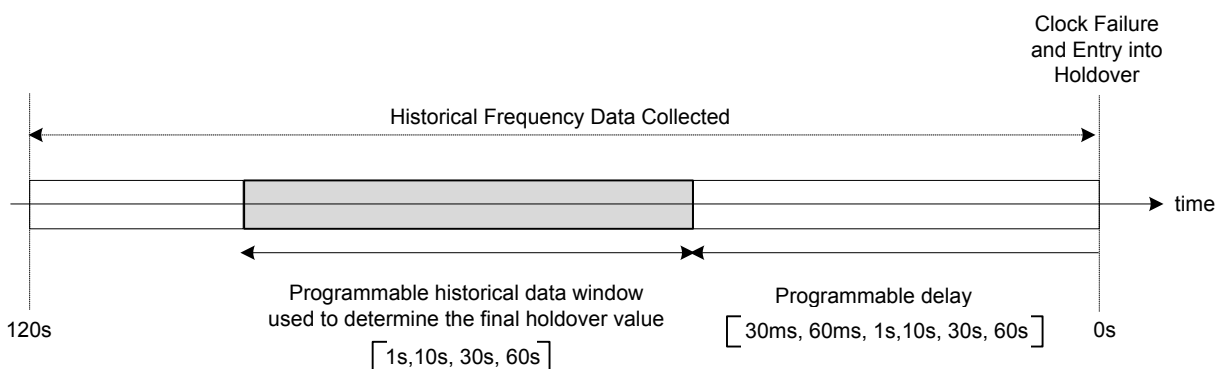 Clock Failure
and Entry into
Holdover
Historical Frequency Data Collected
time
Programmable historical data window
used to determine the final holdover value
[1s,10s, 30s, 60s]
Programmable delay
[30ms, 60ms, 1s,10s, 30s, 60s]
120s
0s